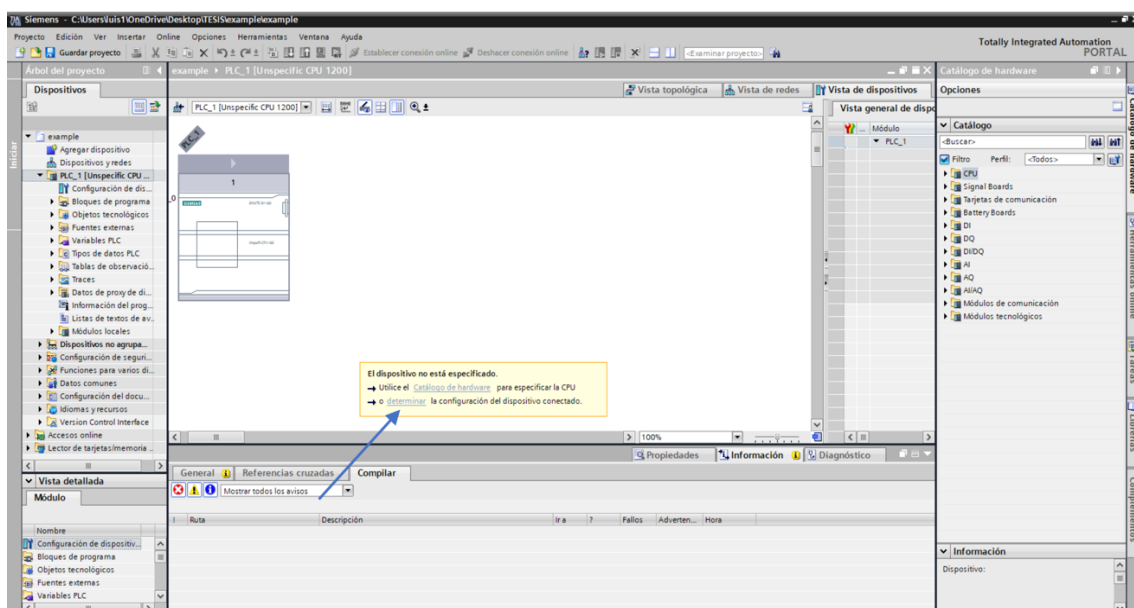 Siemens - C:\Users\luis1\OneDrive\Desktop\TESIS\example\example
Proyecto Edición Ver Insertar Online Opciones Herramientas Ventana Ayuda
Totally Integrated Automation
PORTAL
Guardar proyecto Establecer conexión online Deshacer conexión online <Examinar proyecto>
Árbol del proyecto
example PLC_1 [Unspecific CPU 1200]
Catálogo de hardware
Dispositivos
Vista topológica Vista de redes Vista de dispositivos
Opciones
PLC_1 [Unspecific CPU 1200]
Vista general de dispo
Iniciar
example
Agregar dispositivo
Dispositivos y redes
PLC_1 [Unspecific CPU ...
Configuración de dis...
Bloques de programa
Objetos tecnológicos
Fuentes externas
Variables PLC
Tipos de datos PLC
Tablas de observació...
Traces
Datos de proxy de di...
Información del prog...
Listas de textos de av..
Módulos locales
Dispositivos no agrupa...
Configuración de seguri...
Funciones para varios di...
Datos comunes
Configuración del docu...
Idiomas y recursos
Version Control Interface
Accesos online
Lector de tarjetas/memoria ..
PLC_1
1
_0
SIEMENS
... Módulo
PLC_1
Catálogo
<Buscar>
Filtro Perfil: <Todos>
CPU
Signal Boards
Tarjetas de comunicación
Battery Boards
DI
DQ
DI/DQ
AI
AQ
AI/AQ
Módulos de comunicación
Módulos tecnológicos
Catálogo de hardware
Herramientas online
Tareas
Librerías
Complementos
El dispositivo no está especificado.
Utilice el Catálogo de hardware para especificar la CPU
o determinar la configuración del dispositivo conectado.
100%
Propiedades Información Diagnóstico
General Referencias cruzadas Compilar
Mostrar todos los avisos
! Ruta Descripción Ir a ? Fallos Adverten... Hora
Vista detallada
Módulo
Nombre
Configuración de dispositiv...
Bloques de programa
Objetos tecnológicos
Fuentes externas
Variables PLC
Información
Dispositivo: